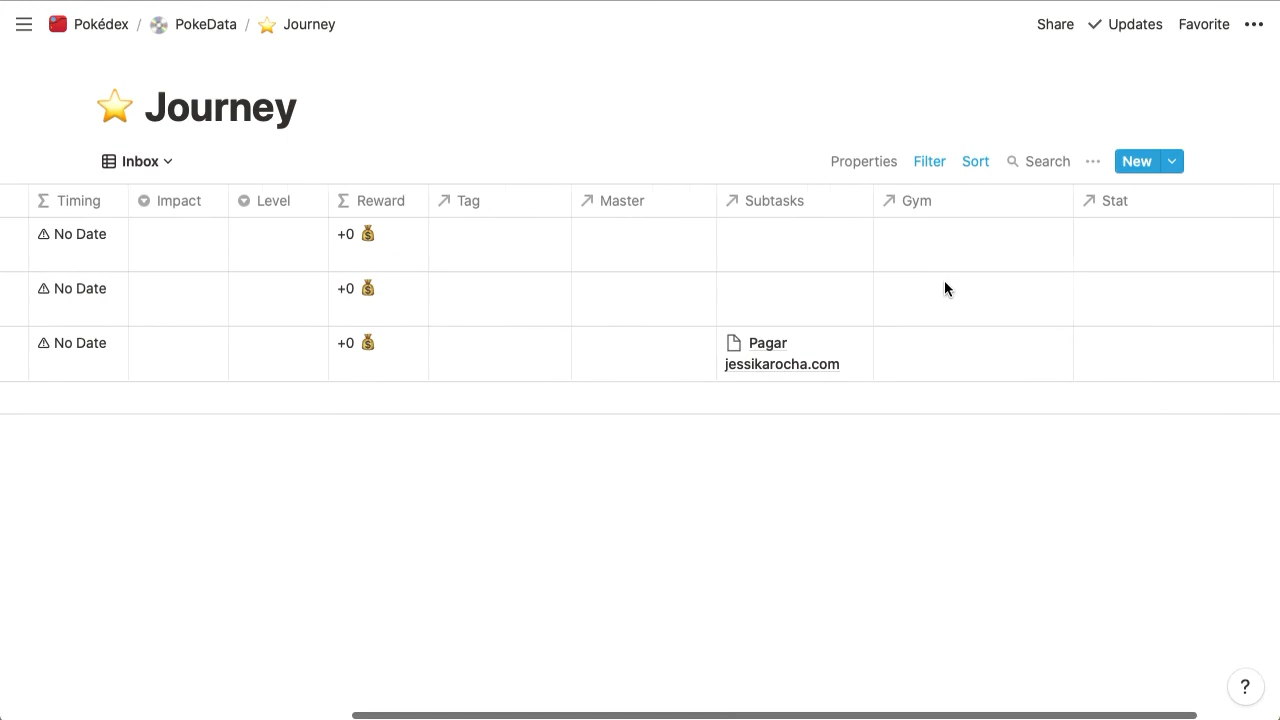 Pokédex / PokeData / Journey Share Updates Favorite
Journey
Inbox Properties Filter Sort Search New
Timing Impact Level Reward Tag Master Subtasks Gym Stat
No Date +0
No Date +0
No Date +0 Pagar
jessikarocha.com
?